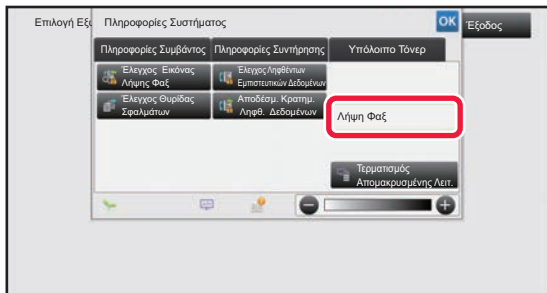 Επιλογή Εξ
Πληροφορίες Συστήματος
OK
Έξοδος
Πληροφορίες Συμβάντος
Πληροφορίες Συντήρησης
Υπόλοιπο Τόνερ
Έλεγχος Εικόνας
Λήψης Φαξ
Έλεγχος Ληφθέντων
Εμπιστευτικών Δεδομένων
Έλεγχος Θυρίδας
Σφαλμάτων
Αποδέσμ. Κρατημ.
Ληφθ. Δεδομένων
Λήψη Φαξ
Τερματισμός
Απομακρυσμένης Λειτ.